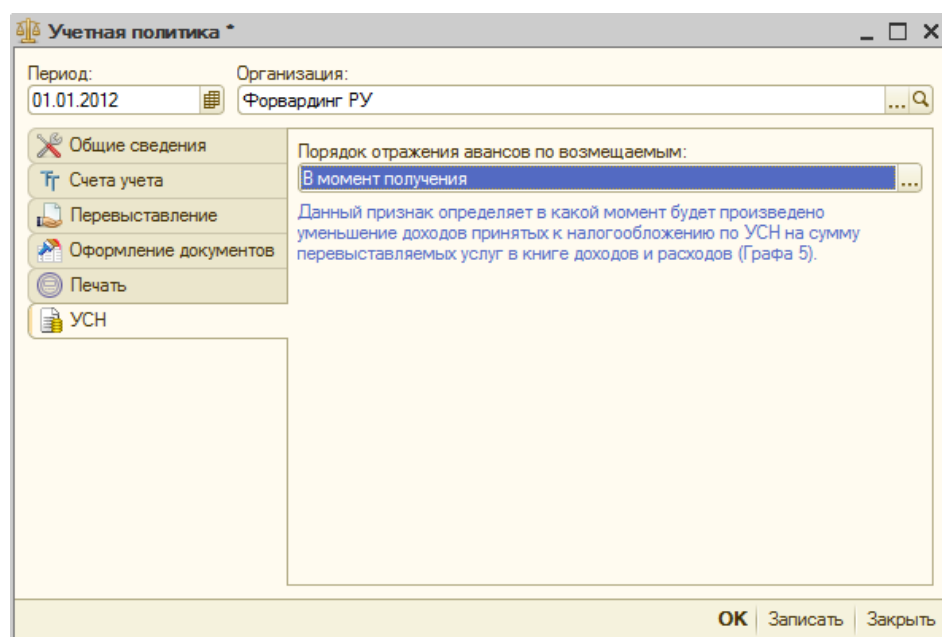 Учетная политика *
Период:
Организация:
01.01.2012
Форвардинг РУ
...
Общие сведения
Счета учета
Перевыставление
Оформление документов
Печать
УСН
Порядок отражения авансов по возмещаемым:
В момент получения
...
Данный признак определяет в какой момент будет произведено
уменьшение доходов принятых к налогообложению по УСН на сумму
перевыставляемых услуг в книге доходов и расходов (Графа 5).
ОК
Записать
Закрыть